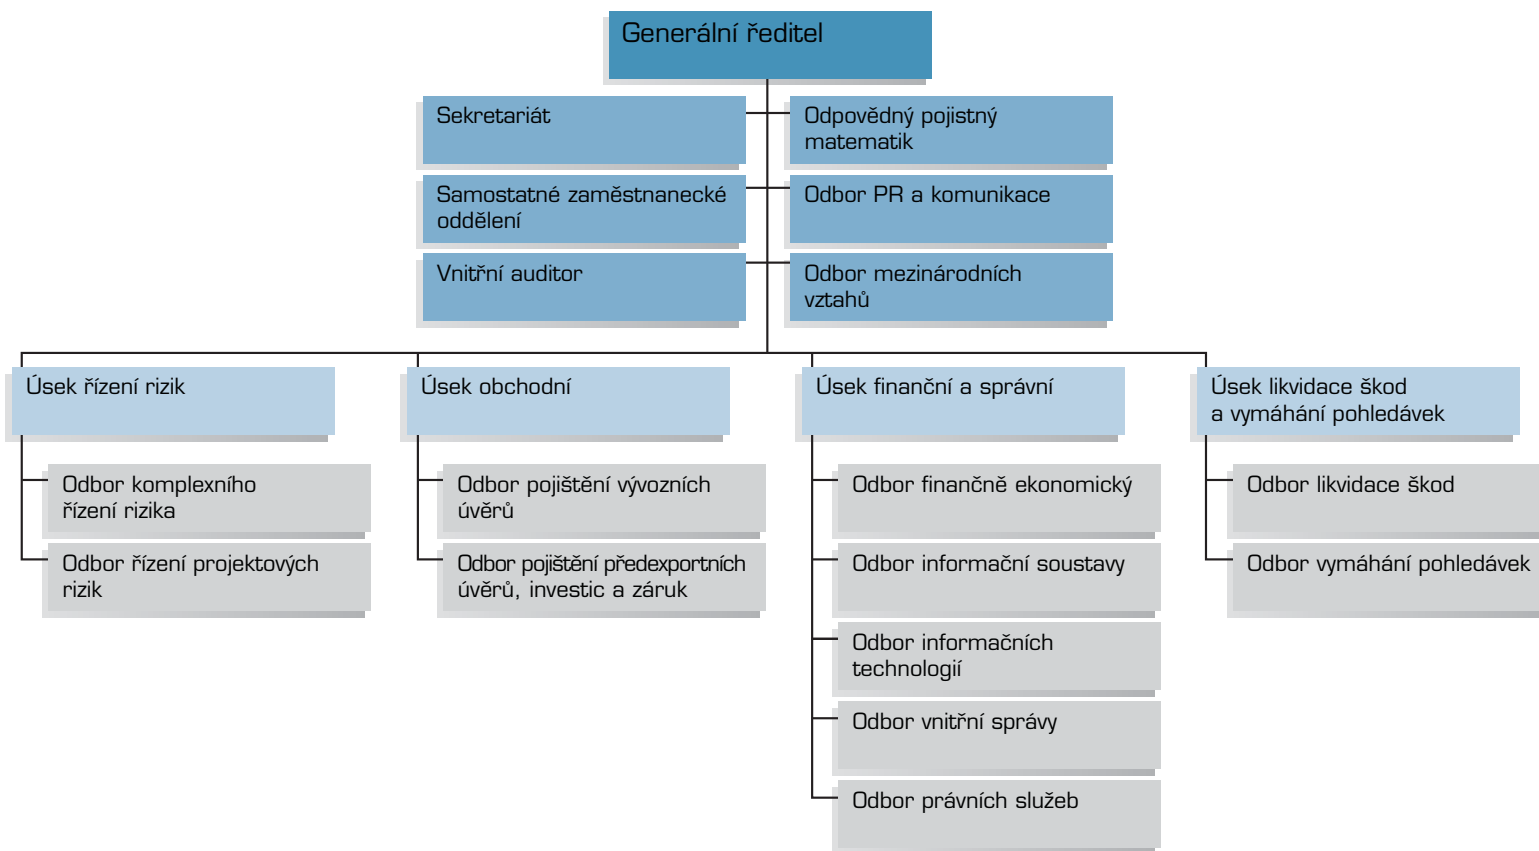 Generální ředitel
Sekretariát
Odpovědný pojistný
matematik
Samostatné zaměstnanecké
oddělení
Odbor PR a komunikace
Vnitřní auditor
Odbor mezinárodních
vztahů
Úsek řízení rizik
Odbor komplexního
řízení rizika
Odbor řízení projektových
rizik
Úsek obchodní
Odbor pojištění vývozních
úvěrů
Odbor pojištění předexportních
úvěrů, investic a záruk
Úsek finanční a správní
Odbor finančně ekonomický
Odbor informační soustavy
Odbor informačních
technologií
Odbor vnitřní správy
Odbor právních služeb
Úsek likvidace škod
a vymáhání pohledávek
Odbor likvidace škod
Odbor vymáhání pohledávek